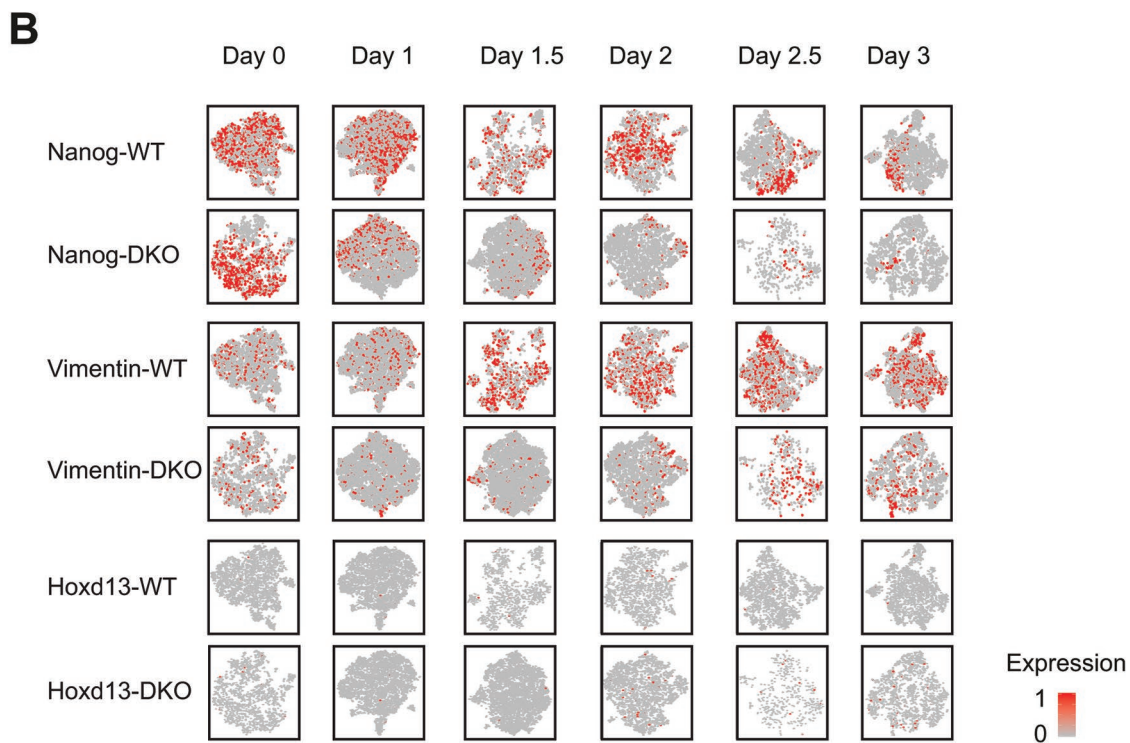 B
Day 0 Day 1 Day 1.5 Day 2 Day 2.5 Day 3
Nanog-WT
Nanog-DKO
Vimentin-WT
Vimentin-DKO
Hoxd13-WT
Hoxd13-DKO
Expression
1
0